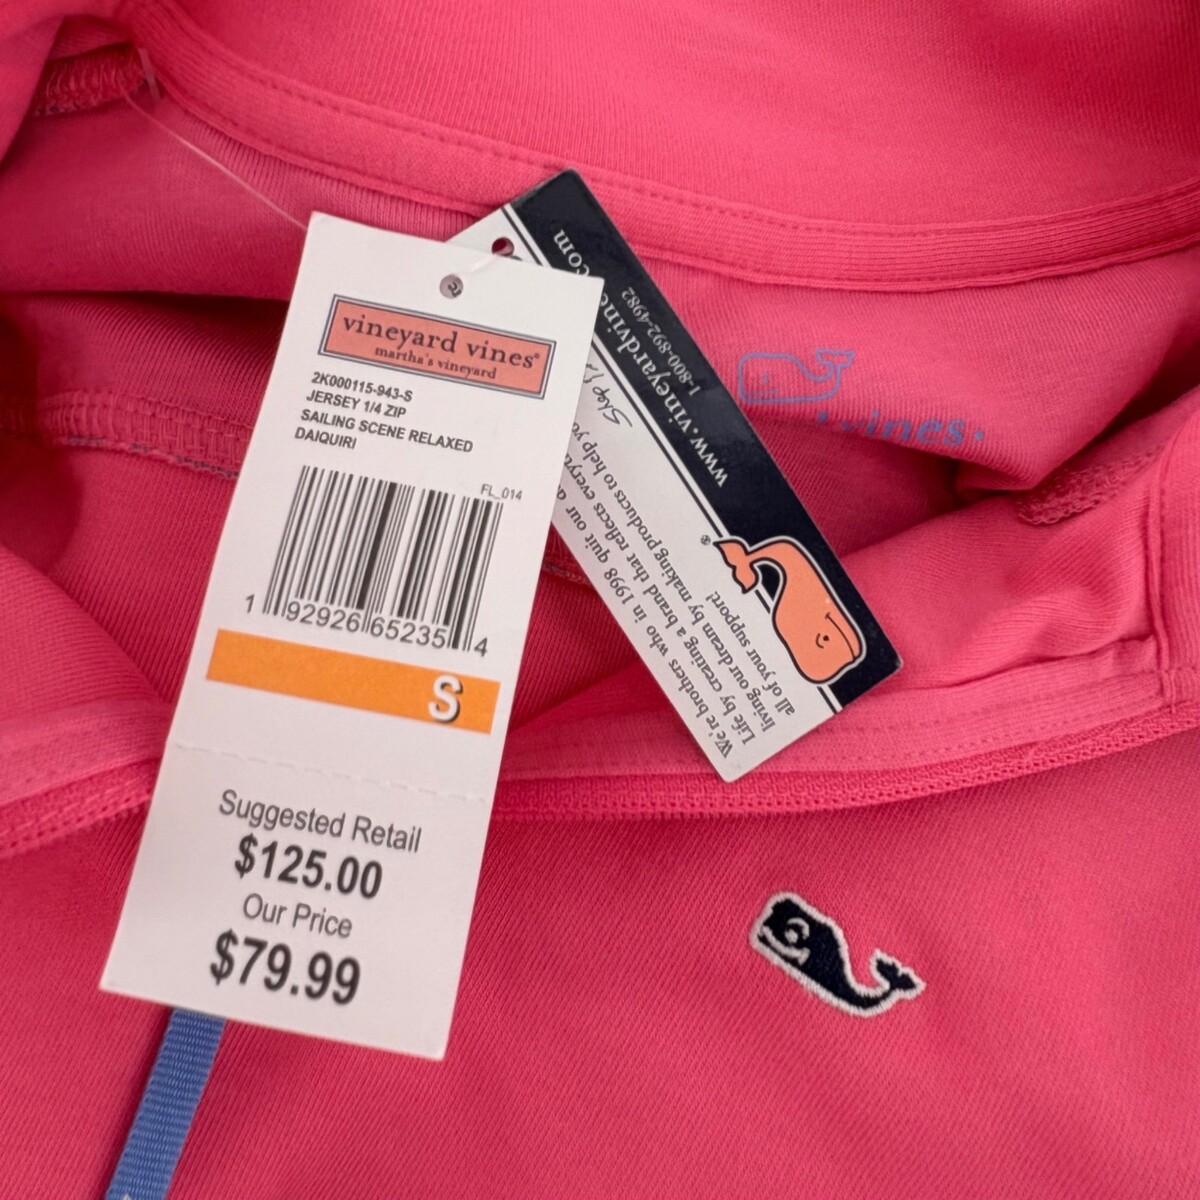 vineyard vines®
martha's vineyard
2K000115-943-S
JERSEY 1/4 ZIP
SAILING SCENE RELAXED
DAIQUIRI
FL_014
1 92926 65235 4
S
Suggested Retail
$125.00
Our Price
$79.99
www.vineyardvines.com
1-800-892-4982
Shep
®
We're brothers who in 1998 quit our
Life by creating a brand that reflects every
living our dream by making products to help
all of your support!
vines.